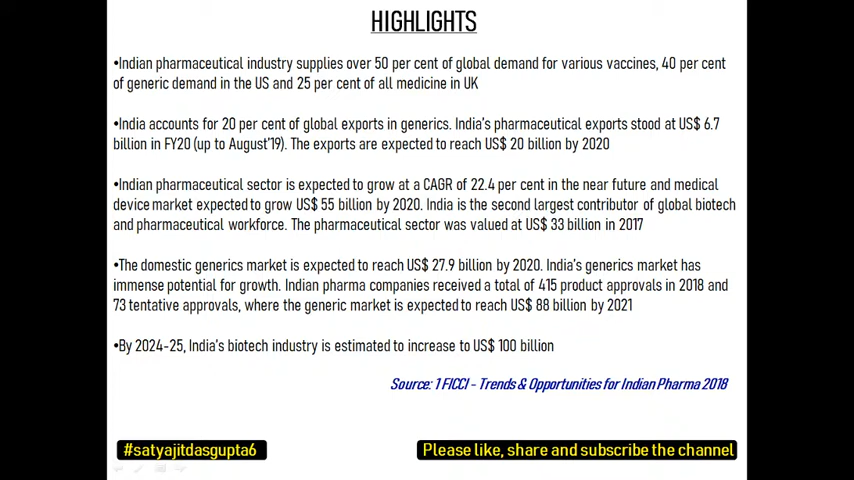 HIGHLIGHTS
•Indian pharmaceutical industry supplies over 50 per cent of global demand for various vaccines, 40 per cent
of generic demand in the US and 25 per cent of all medicine in UK
•India accounts for 20 per cent of global exports in generics. India's pharmaceutical exports stood at US$ 6.7
billion in FY20 (up to August'19). The exports are expected to reach US$ 20 billion by 2020
•Indian pharmaceutical sector is expected to grow at a CAGR of 22.4 per cent in the near future and medical
device market expected to grow US$ 55 billion by 2020. India is the second largest contributor of global biotech
and pharmaceutical workforce. The pharmaceutical sector was valued at US$ 33 billion in 2017
•The domestic generics market is expected to reach US$ 27.9 billion by 2020. India's generics market has
immense potential for growth. Indian pharma companies received a total of 415 product approvals in 2018 and
73 tentative approvals, where the generic market is expected to reach US$ 88 billion by 2021
•By 2024-25, India's biotech industry is estimated to increase to US$ 100 billion
Source: 1 FICCI - Trends & Opportunities for Indian Pharma 2018
#satyajitdasgupta6
Please like, share and subscribe the channel